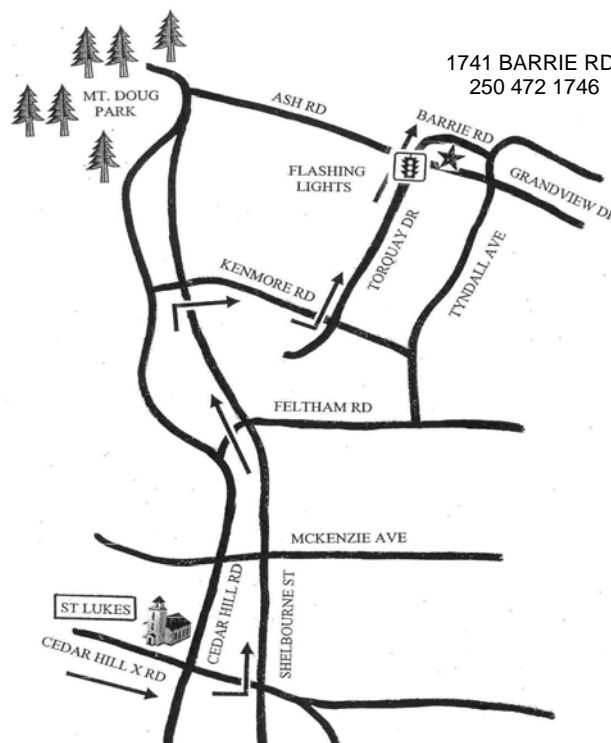 1741 BARRIE RD
250 472 1746
MT. DOUG
PARK
ASH RD
BARRIE RD
FLASHING
LIGHTS
GRANDVIEW DR
TORQUAY DR
TYNDALL AVE
KENMORE RD
FELTHAM RD
MCKENZIE AVE
CEDAR HILL RD
SHELBOURNE ST
ST LUKES
CEDAR HILL X RD